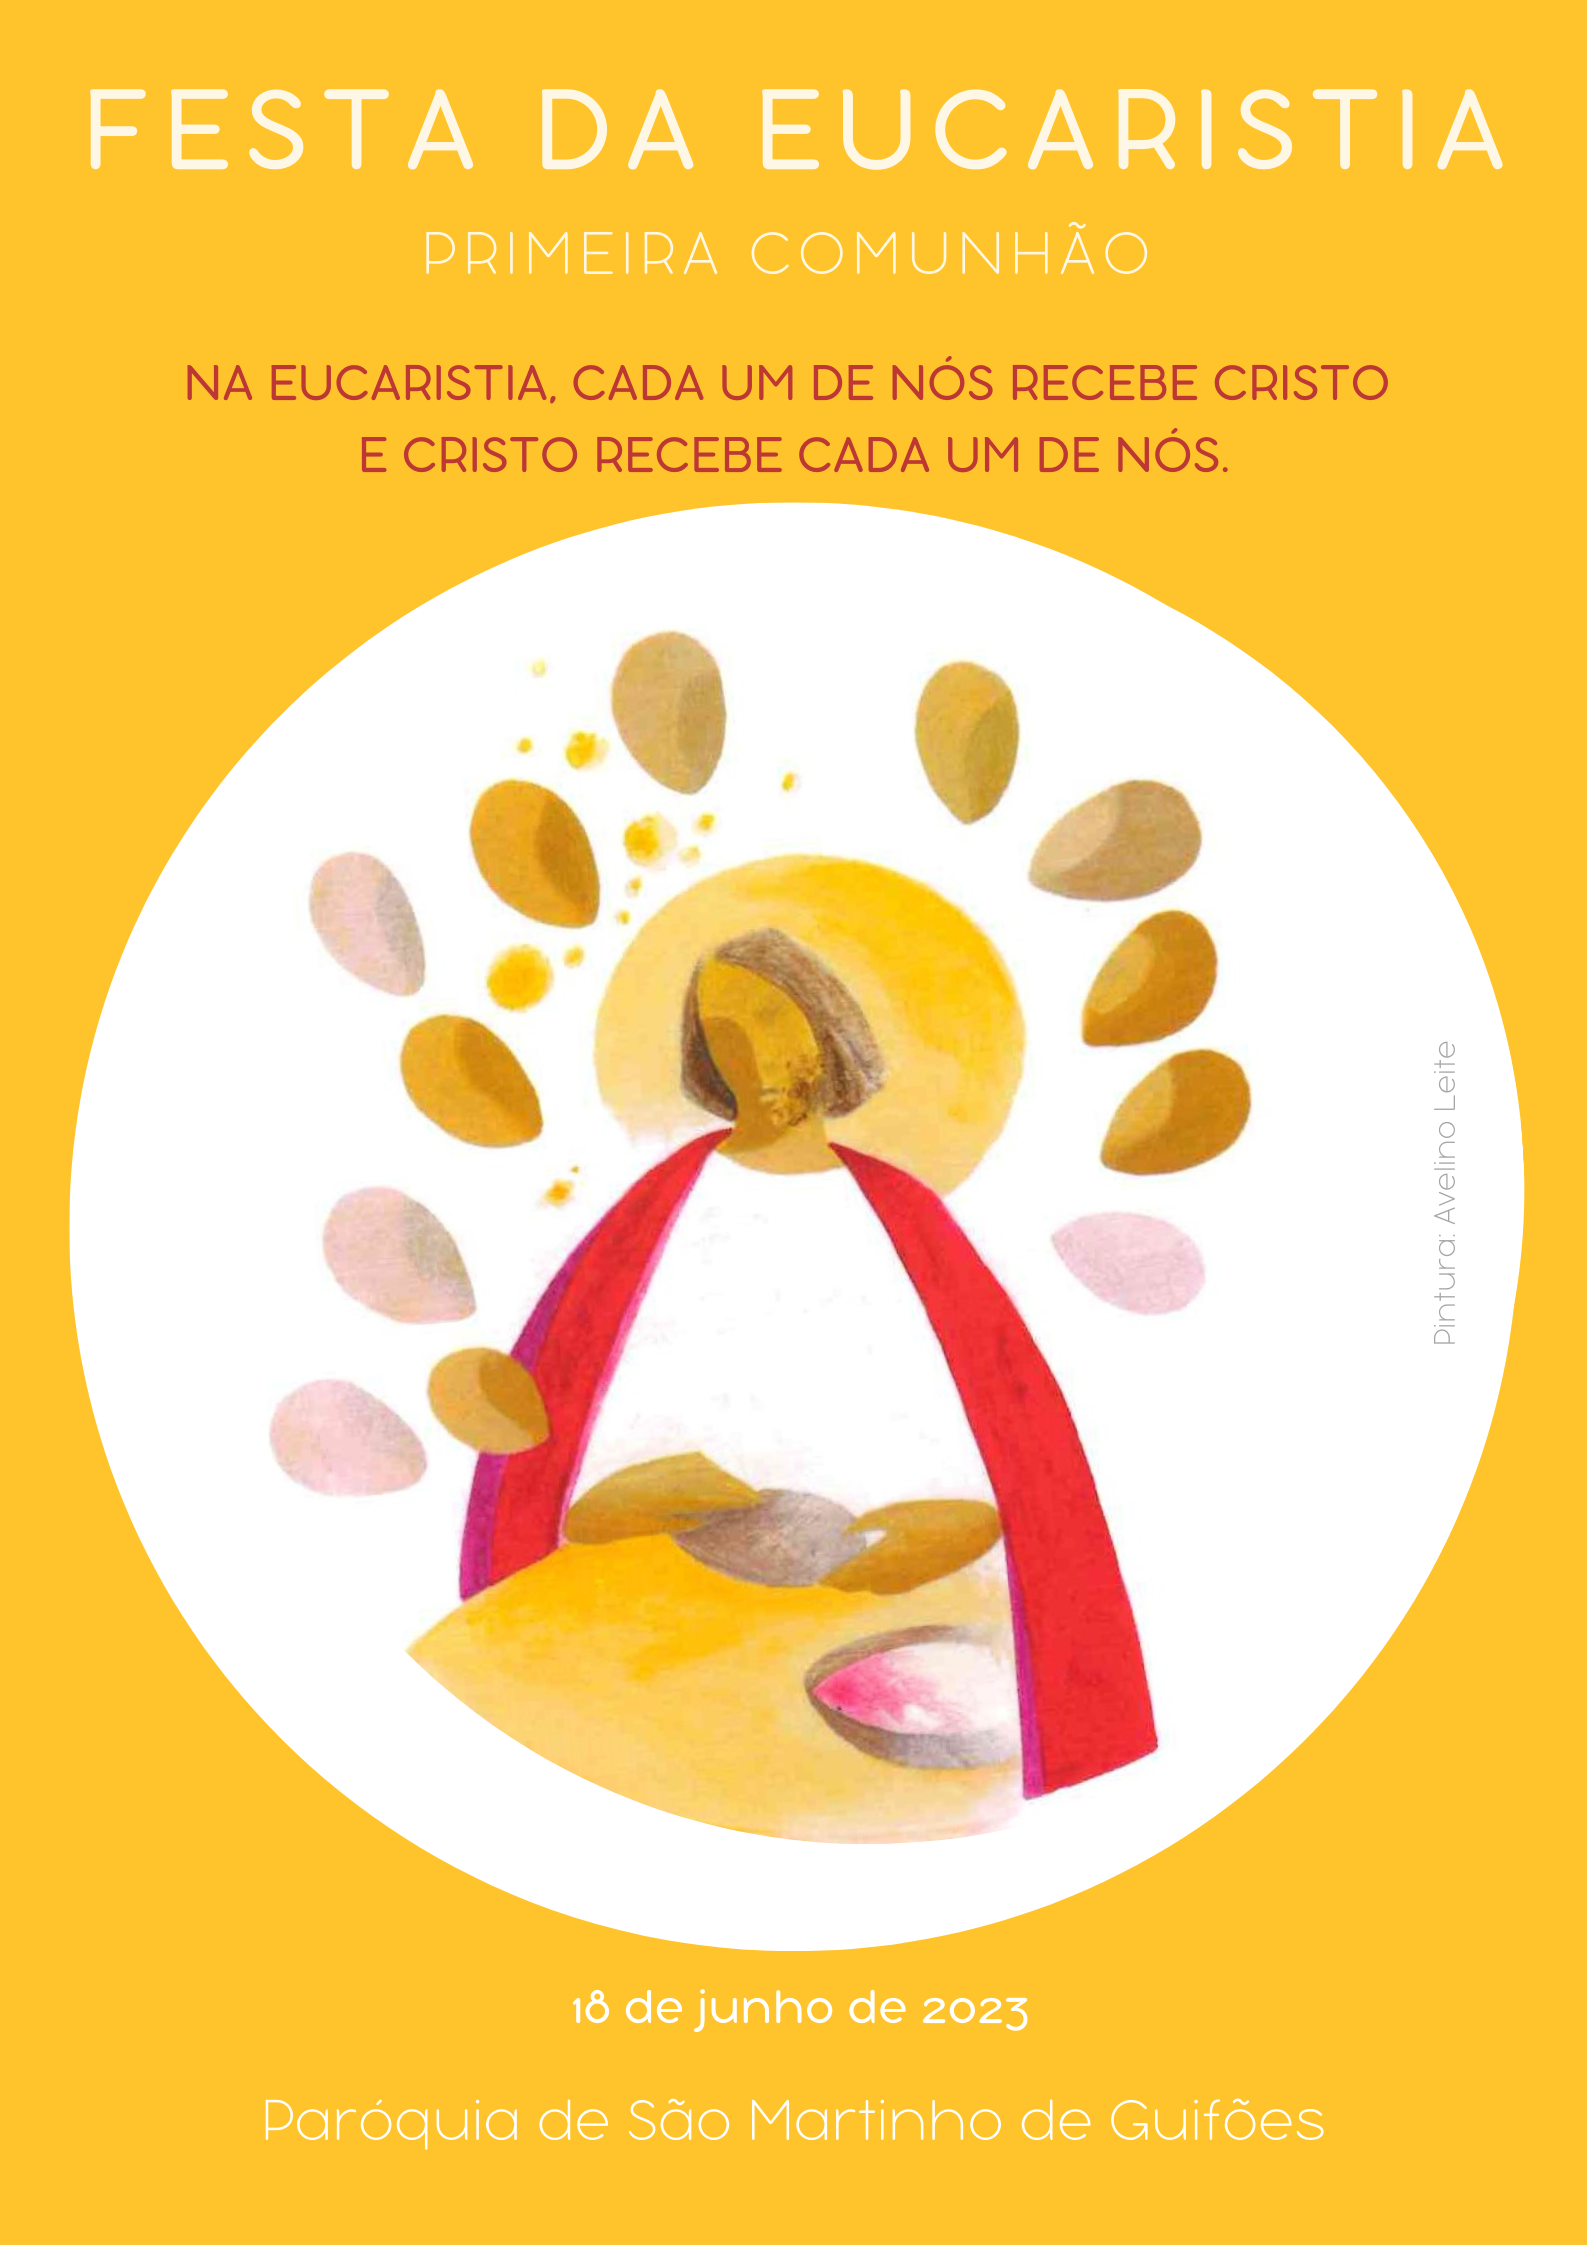 FESTA DA EUCARISTIA
PRIMEIRA COMUNHÃO
NA EUCARISTIA, CADA UM DE NÓS RECEBE CRISTO
E CRISTO RECEBE CADA UM DE NÓS.
Pintura: Avelino Leite
18 de junho de 2023
Paróquia de São Martinho de Guifões